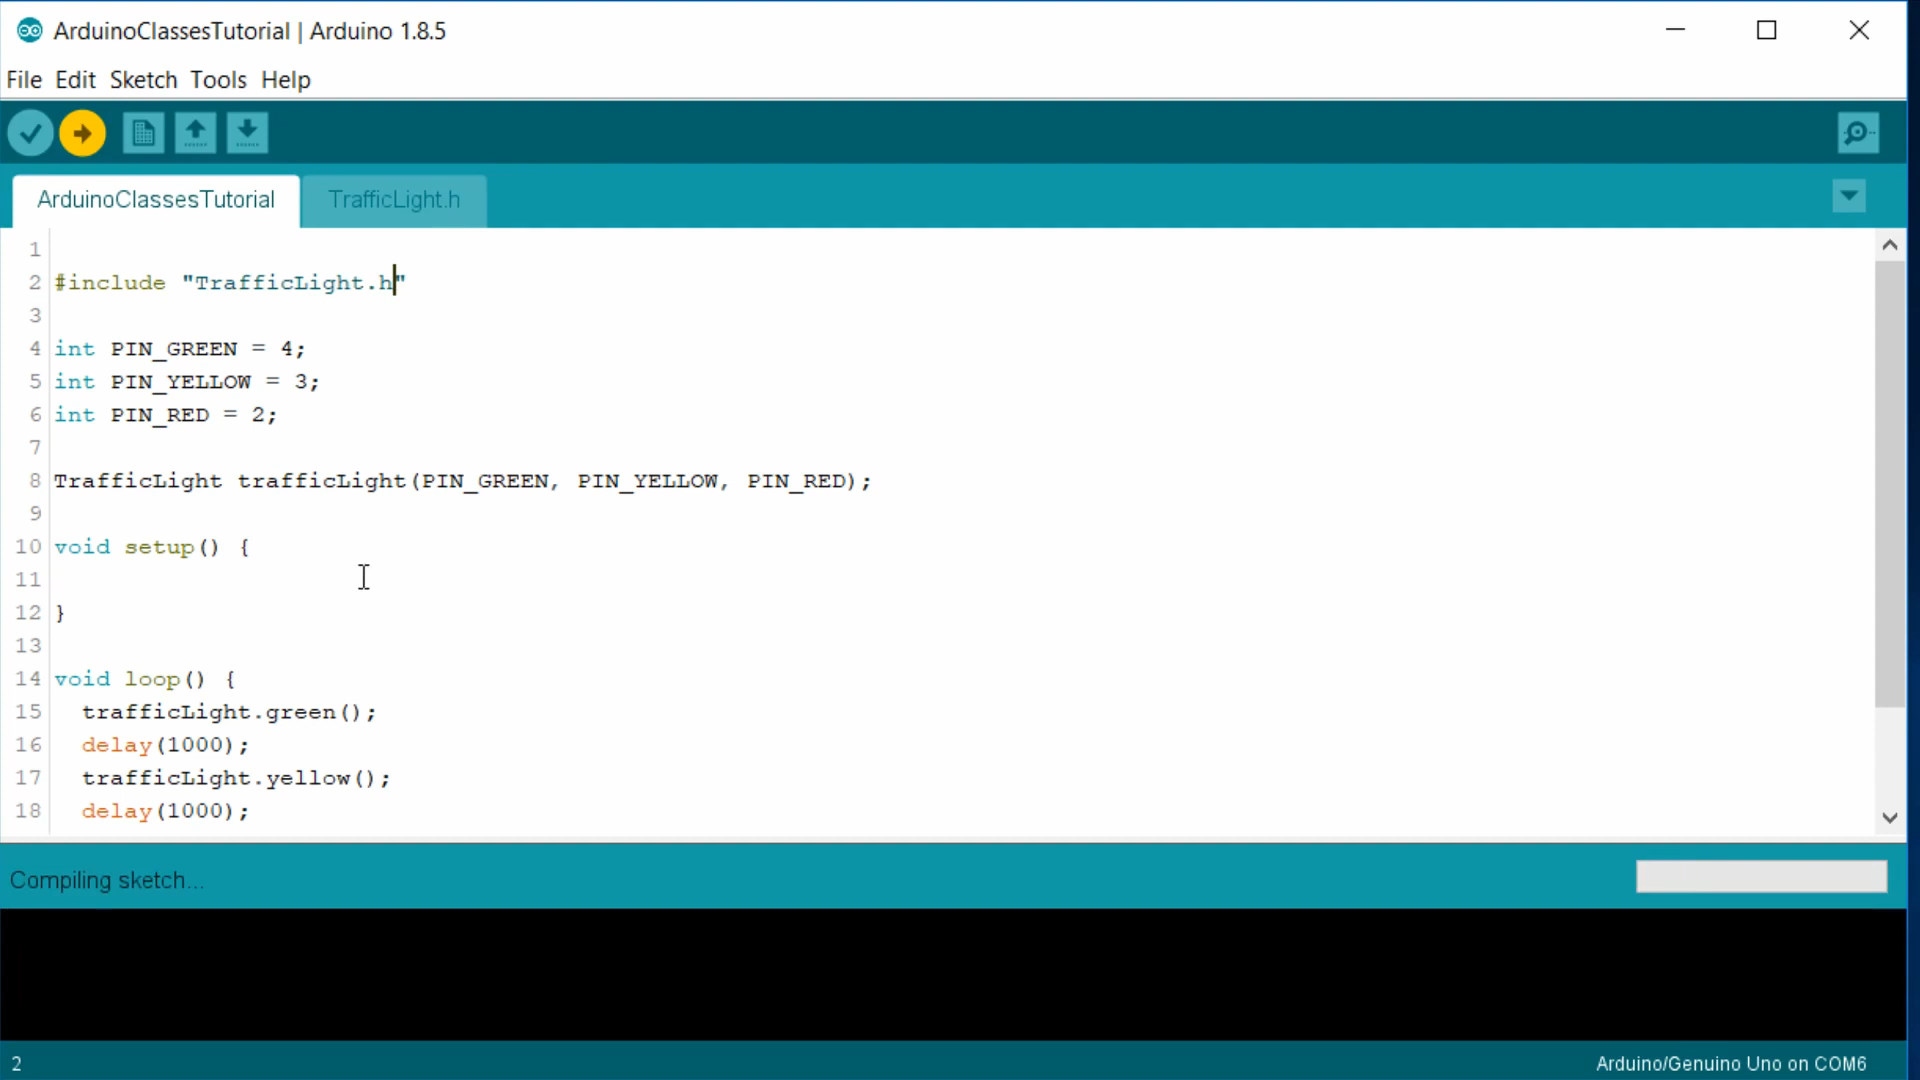 ArduinoClassesTutorial | Arduino 1.8.5
File Edit Sketch Tools Help
ArduinoClassesTutorial TrafficLight.h
1
2 #include "TrafficLight.h"
3
4 int PIN_GREEN = 4;
5 int PIN_YELLOW = 3;
6 int PIN_RED = 2;
7
8 TrafficLight trafficLight(PIN_GREEN, PIN_YELLOW, PIN_RED);
9
10 void setup() {
11
12 }
13
14 void loop() {
15   trafficLight.green();
16   delay(1000);
17   trafficLight.yellow();
18   delay(1000);
Compiling sketch...
2 Arduino/Genuino Uno on COM6